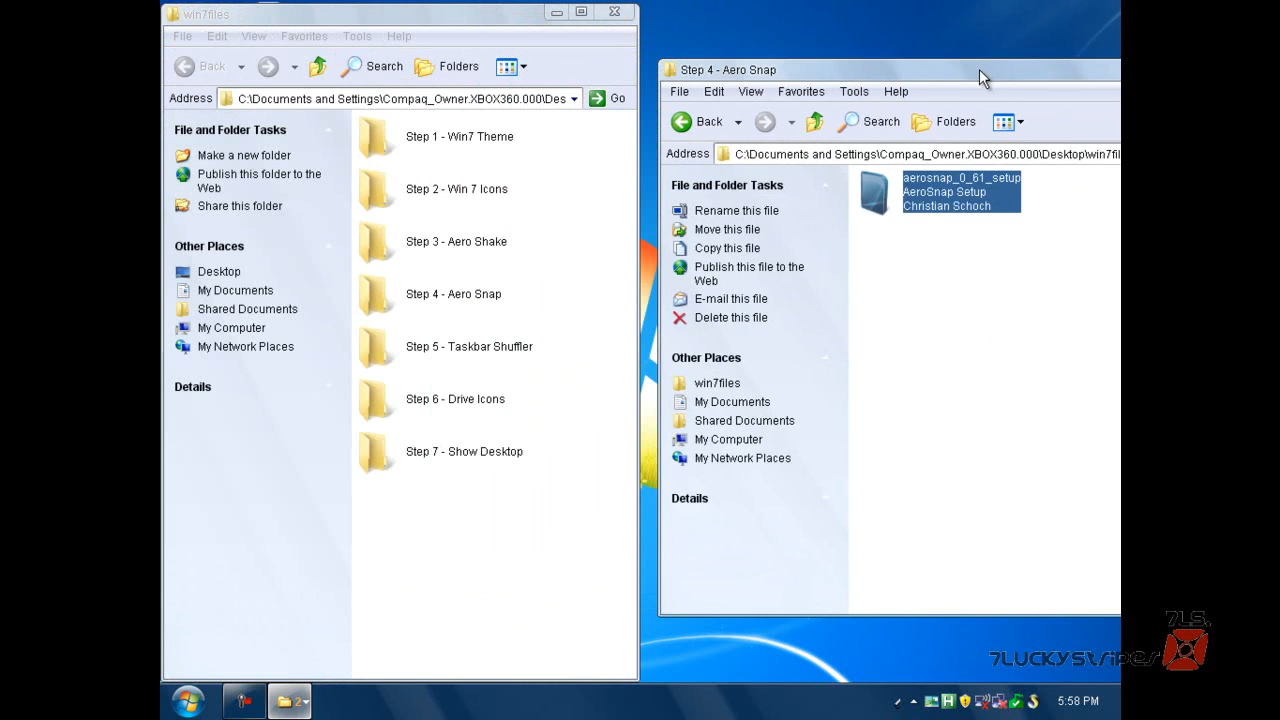 win7files
File Edit View Favorites Tools Help
Back Search Folders
Address C:\Documents and Settings\Compaq_Owner.XBOX360.000\Des Go
File and Folder Tasks
Make a new folder
Publish this folder to the
Web
Share this folder
Other Places
Desktop
My Documents
Shared Documents
My Computer
My Network Places
Details
Step 1 - Win7 Theme
Step 2 - Win 7 Icons
Step 3 - Aero Shake
Step 4 - Aero Snap
Step 5 - Taskbar Shuffler
Step 6 - Drive Icons
Step 7 - Show Desktop
Step 4 - Aero Snap
File Edit View Favorites Tools Help
Back Search Folders
Address C:\Documents and Settings\Compaq_Owner.XBOX360.000\Desktop\win7fil
File and Folder Tasks
Rename this file
Move this file
Copy this file
Publish this file to the
Web
E-mail this file
Delete this file
Other Places
win7files
My Documents
Shared Documents
My Computer
My Network Places
Details
aerosnap_0_61_setup
AeroSnap Setup
Christian Schoch
7LS.
7LUCKYSTRIPES
2
H
5:58 PM